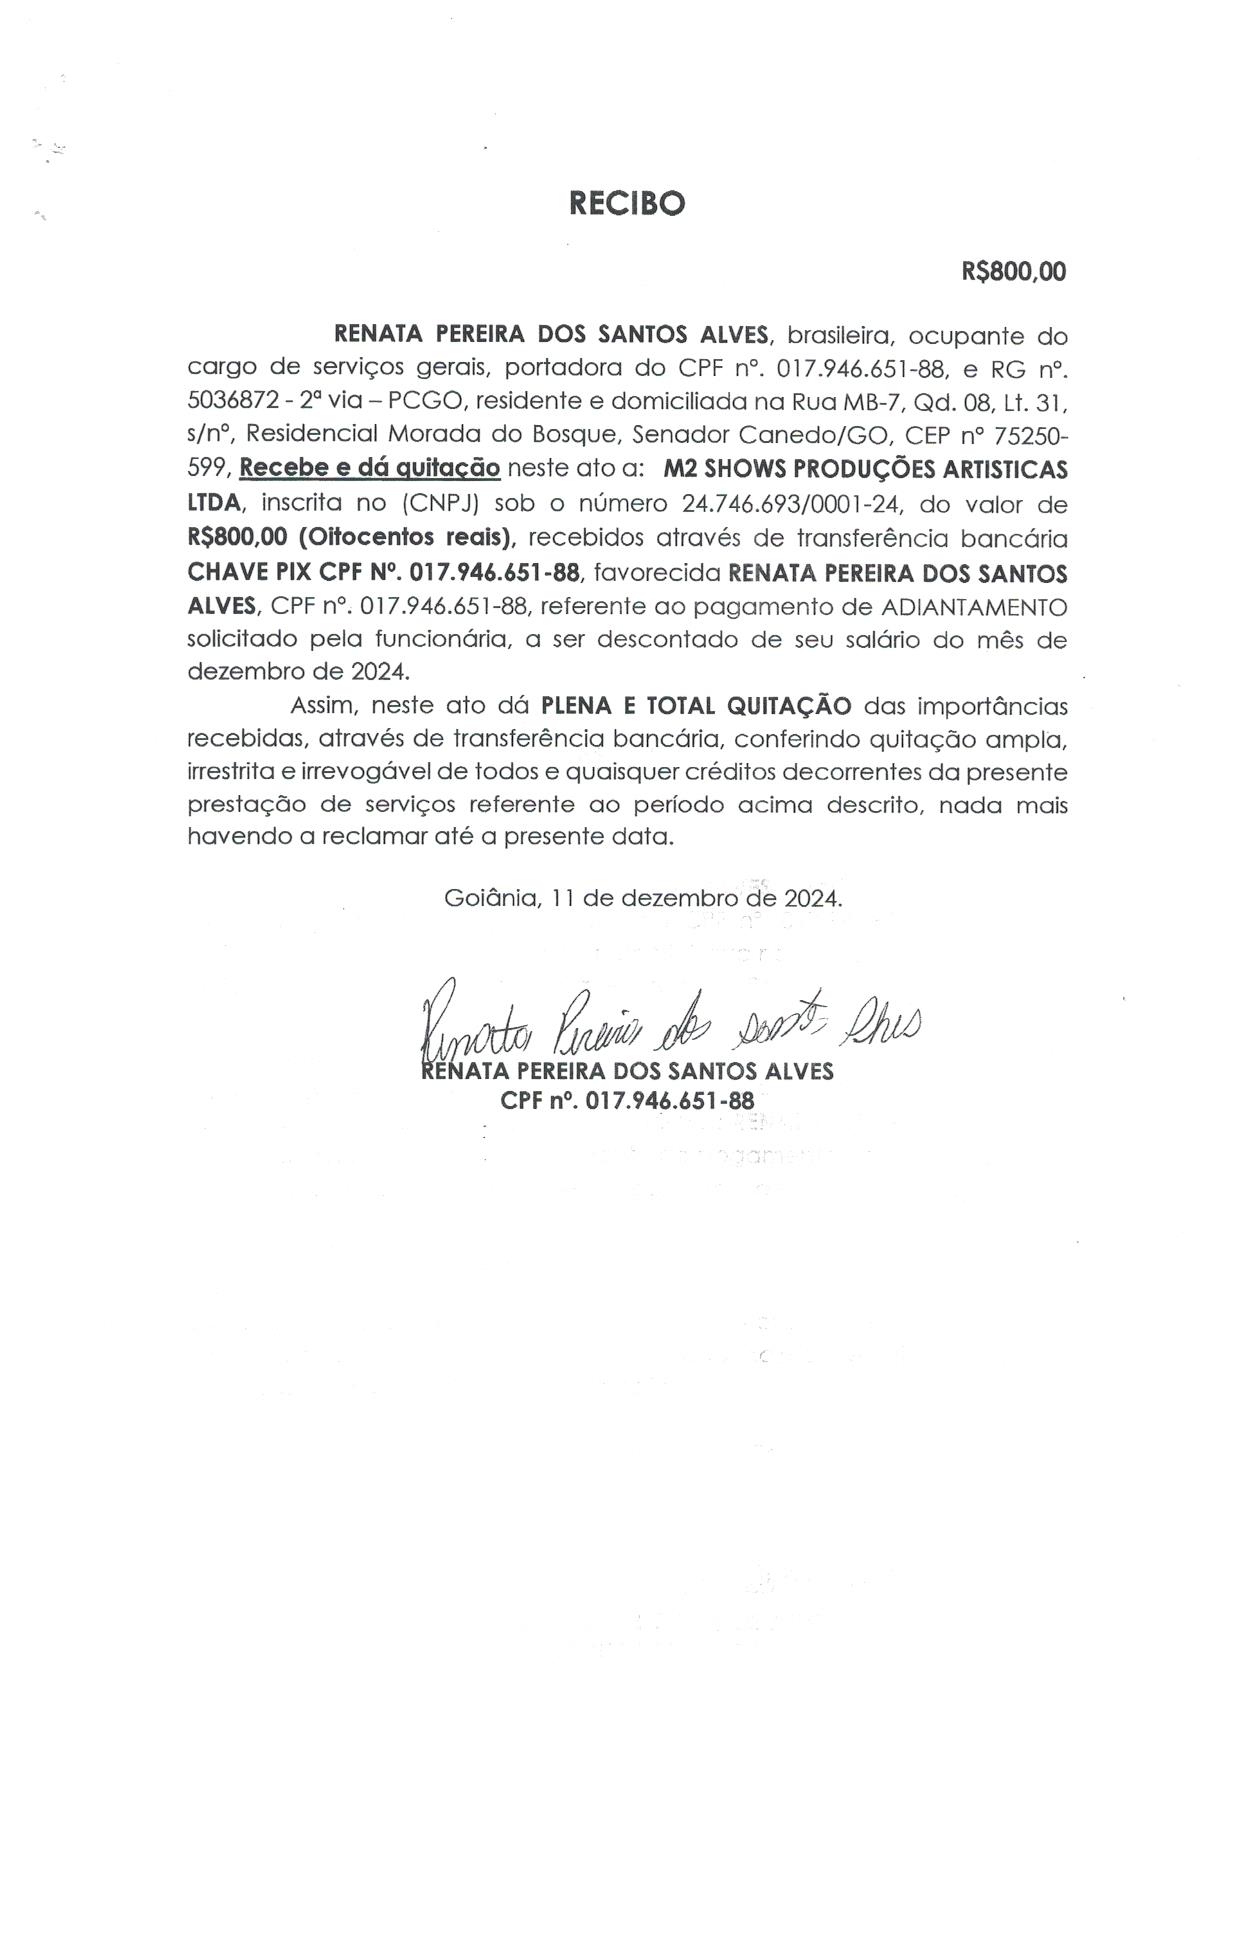 RECIBO
R$800,00
RENATA PEREIRA DOS SANTOS ALVES, brasileira, ocupante do
cargo de serviços gerais, portadora do CPF nº. 017.946.651-88, e RG nº.
5036872 - 2ª via – PCGO, residente e domiciliada na Rua MB-7, Qd. 08, Lt. 31,
s/nº, Residencial Morada do Bosque, Senador Canedo/GO, CEP nº 75250-
599, Recebe e dá quitação neste ato a: M2 SHOWS PRODUÇÕES ARTISTICAS
LTDA, inscrita no (CNPJ) sob o número 24.746.693/0001-24, do valor de
R$800,00 (Oitocentos reais), recebidos através de transferência bancária
CHAVE PIX CPF Nº. 017.946.651-88, favorecida RENATA PEREIRA DOS SANTOS
ALVES, CPF nº. 017.946.651-88, referente ao pagamento de ADIANTAMENTO
solicitado pela funcionária, a ser descontado de seu salário do mês de
dezembro de 2024.
Assim, neste ato dá PLENA E TOTAL QUITAÇÃO das importâncias
recebidas, através de transferência bancária, conferindo quitação ampla,
irrestrita e irrevogável de todos e quaisquer créditos decorrentes da presente
prestação de serviços referente ao período acima descrito, nada mais
havendo a reclamar até a presente data.
Goiânia, 11 de dezembro de 2024.
Renata Pereira dos Santos Alves
RENATA PEREIRA DOS SANTOS ALVES
CPF nº. 017.946.651-88